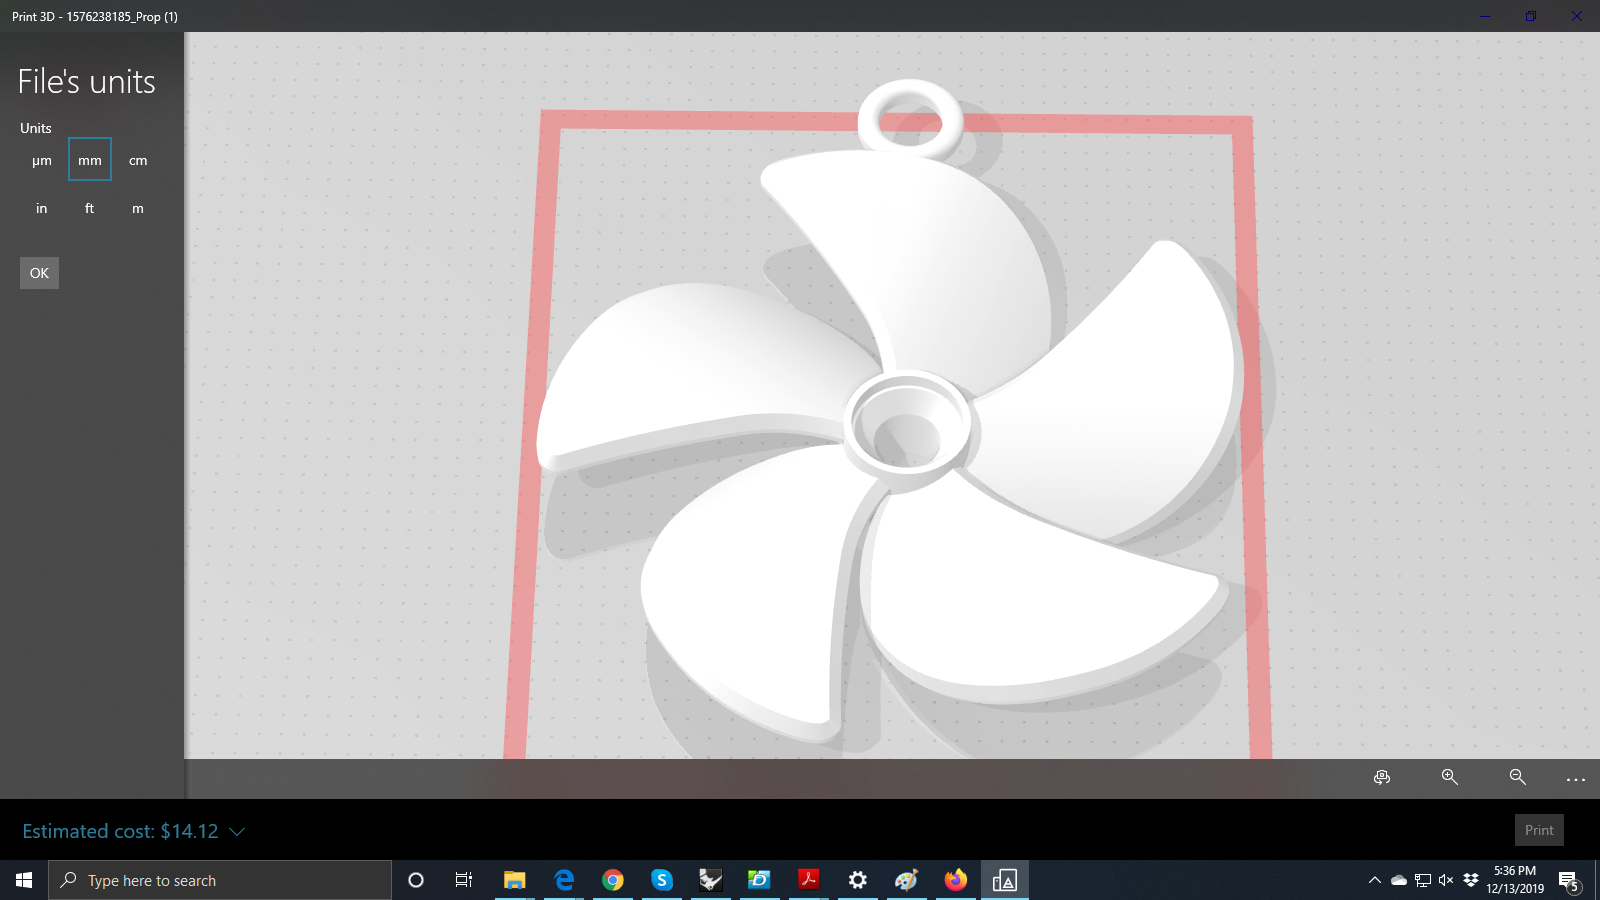 Print 3D - 1576238185_Prop (1)
File's units
Units
µm mm cm
in ft m
OK
Estimated cost: $14.12
Print
Type here to search
5:36 PM
12/13/2019
5